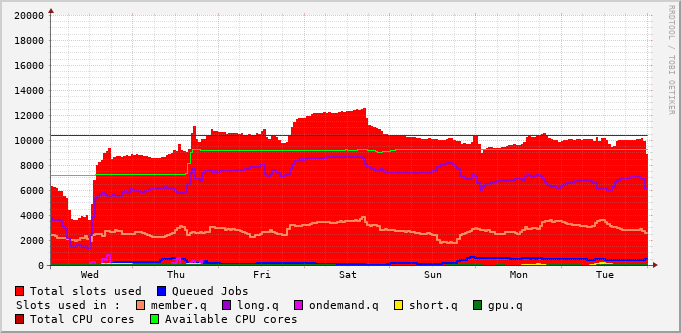 RRDTOOL / TOBI OETIKER
20000
18000
16000
14000
12000
10000
8000
6000
4000
2000
0
Wed Thu Fri Sat Sun Mon Tue
Total slots used Queued Jobs
Slots used in : member.q long.q ondemand.q short.q gpu.q
Total CPU cores Available CPU cores